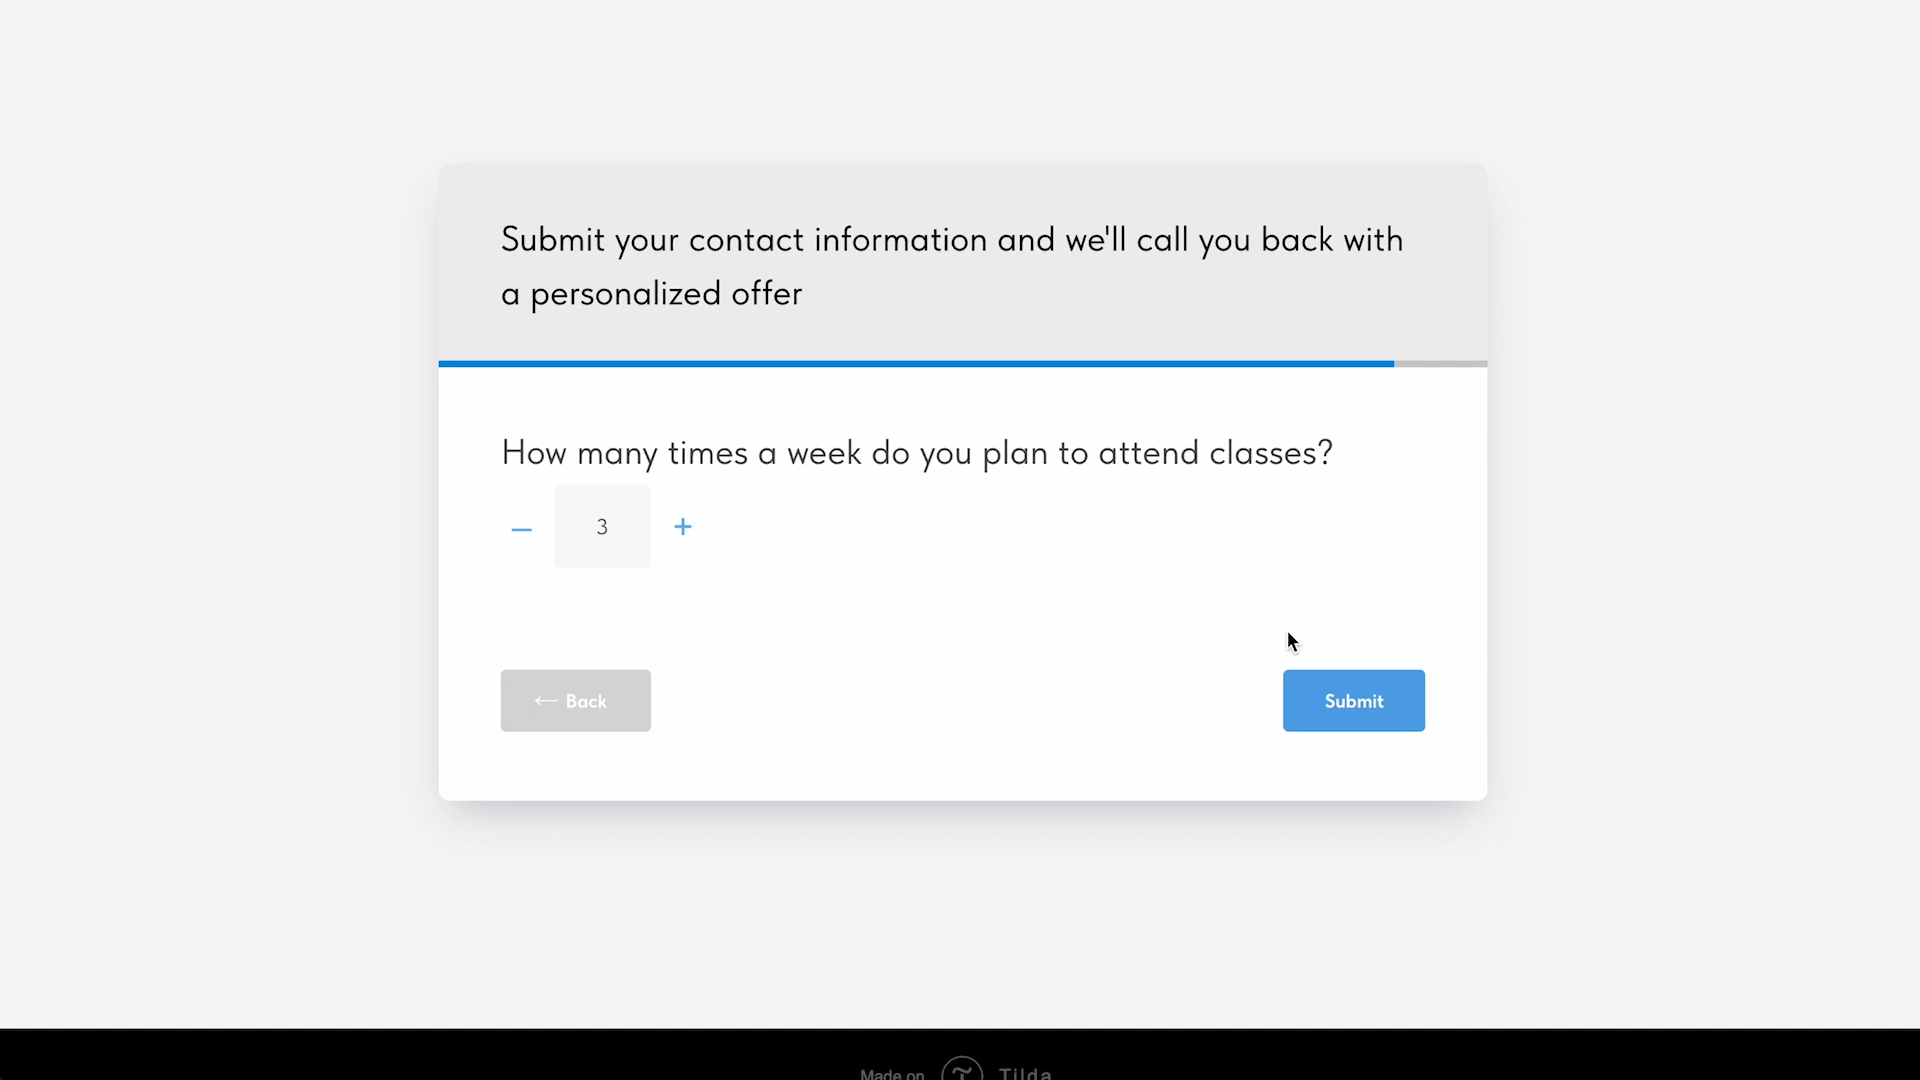 Submit your contact information and we'll call you back with
a personalized offer
How many times a week do you plan to attend classes?
– 3 +
← Back
Submit
Made on Tilda